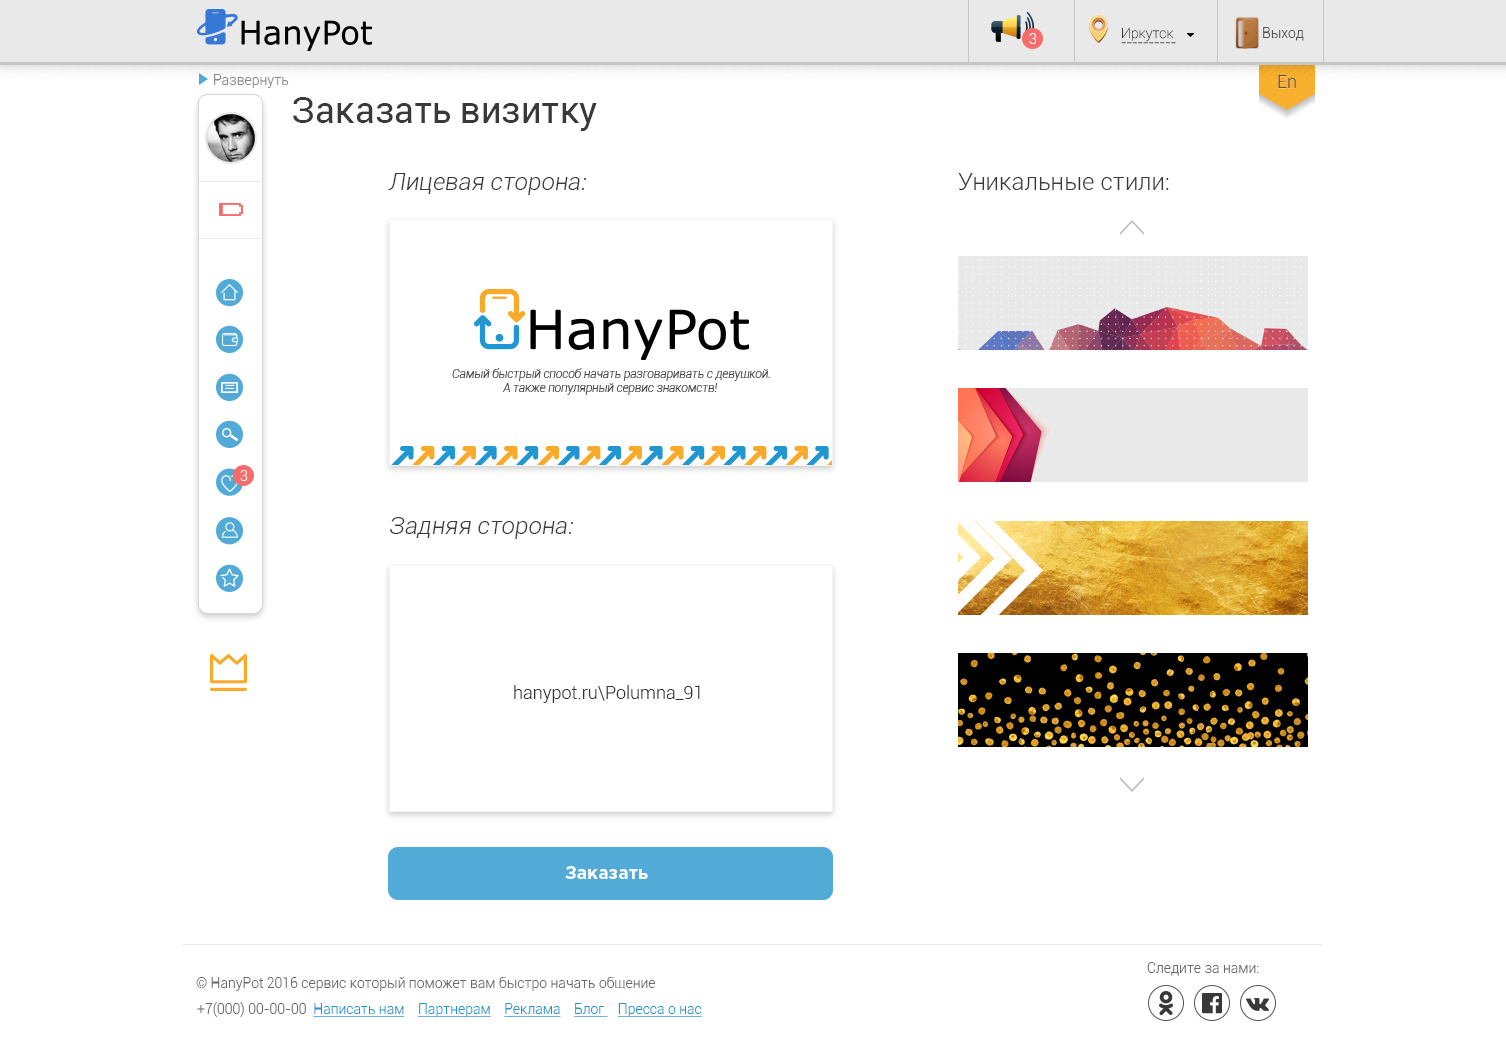 HanyPot
3
Иркутск
Выход
Развернуть
En
Заказать визитку
Лицевая сторона:
Уникальные стили:
HanyPot
Самый быстрый способ начать разговаривать с девушкой.
А также популярный сервис знакомств!
3
Задняя сторона:
hanypot.ru\Polumna_91
Заказать
© HanyPot 2016 сервис который поможет вам быстро начать общение
Следите за нами:
+7(000) 00-00-00 Написать нам Партнерам Реклама Блог Пресса о нас